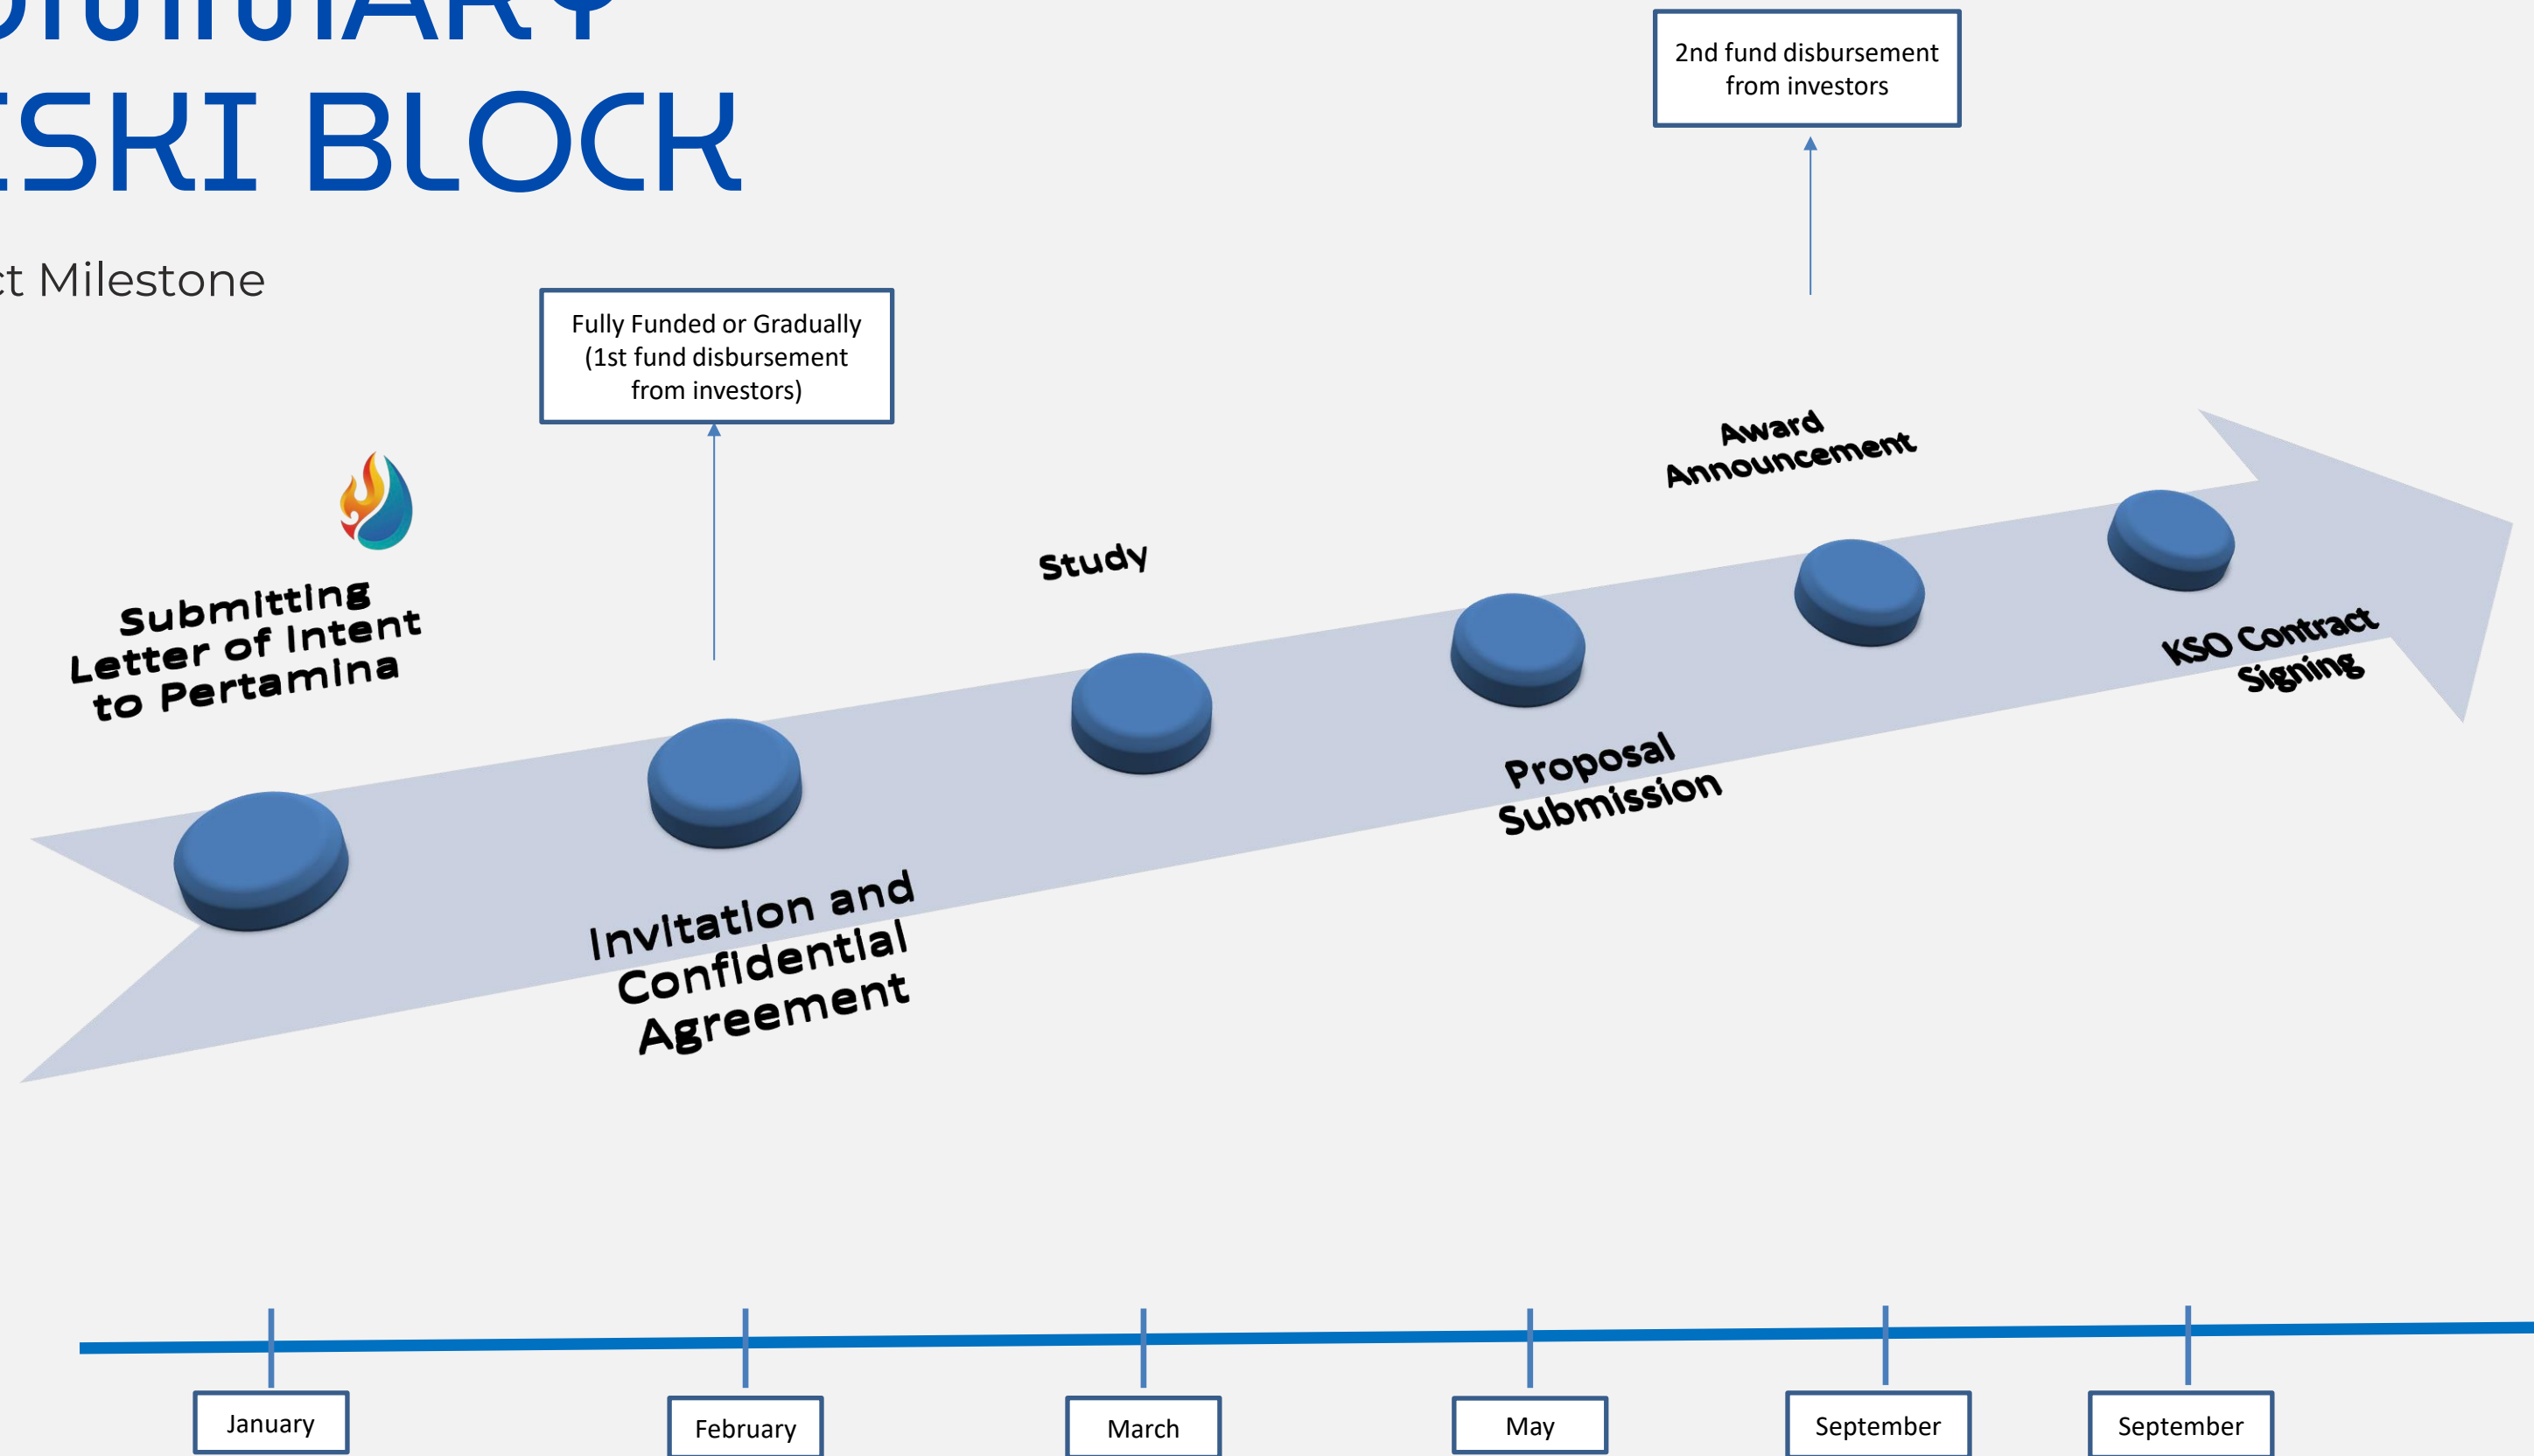 ISKI BLOCK
ct Milestone
2nd fund disbursement
from investors
Fully Funded or Gradually
(1st fund disbursement
from investors)
Submitting
Letter of Intent
to Pertamina
Invitation and
Confidential
Agreement
Study
Proposal
Submission
Award
Announcement
KSO Contract
Signing
January
February
March
May
September
September